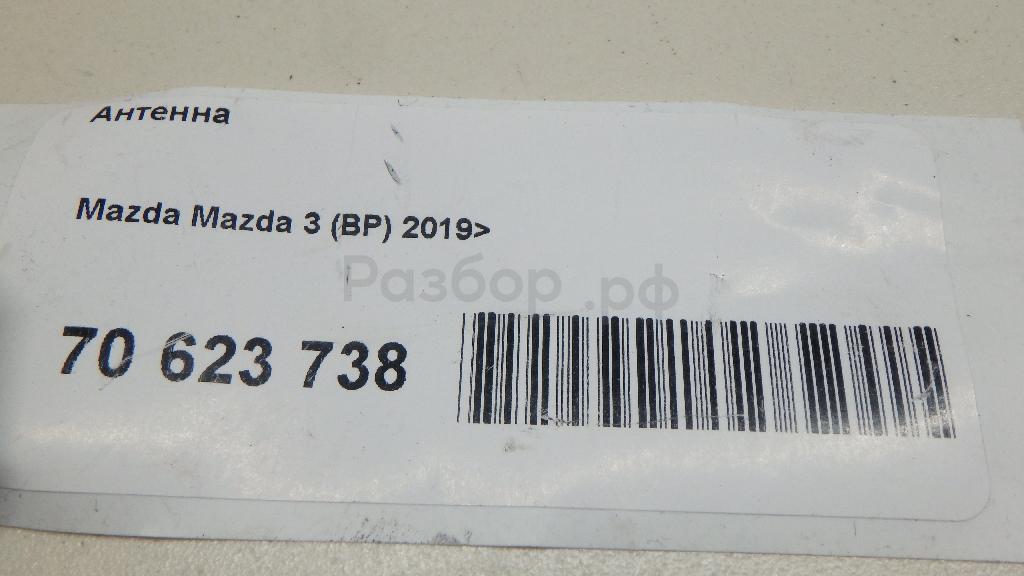 Антенна
Mazda Mazda 3 (BP) 2019>
Разбор.рф
70 623 738